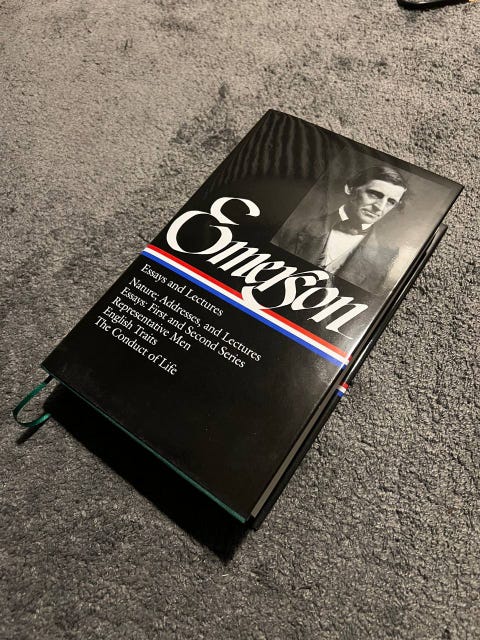 Emerson
Essays and Lectures
Nature, Addresses, and Lectures
Essays: First and Second Series
Representative Men
English Traits
The Conduct of Life